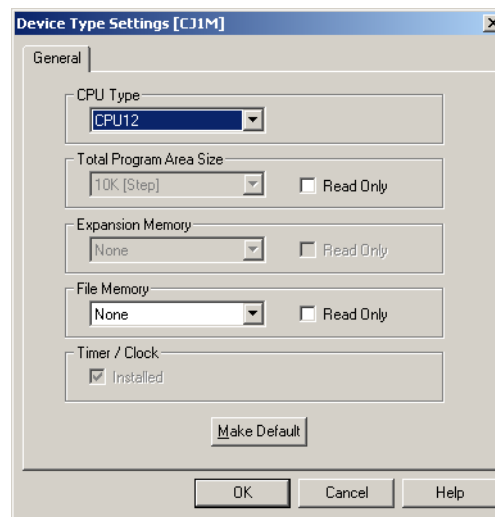 Device Type Settings [CJ1M]
General
CPU Type
CPU12
Total Program Area Size
10K [Step]
Read Only
Expansion Memory
None
Read Only
File Memory
None
Read Only
Timer / Clock
Installed
Make Default
OK Cancel Help